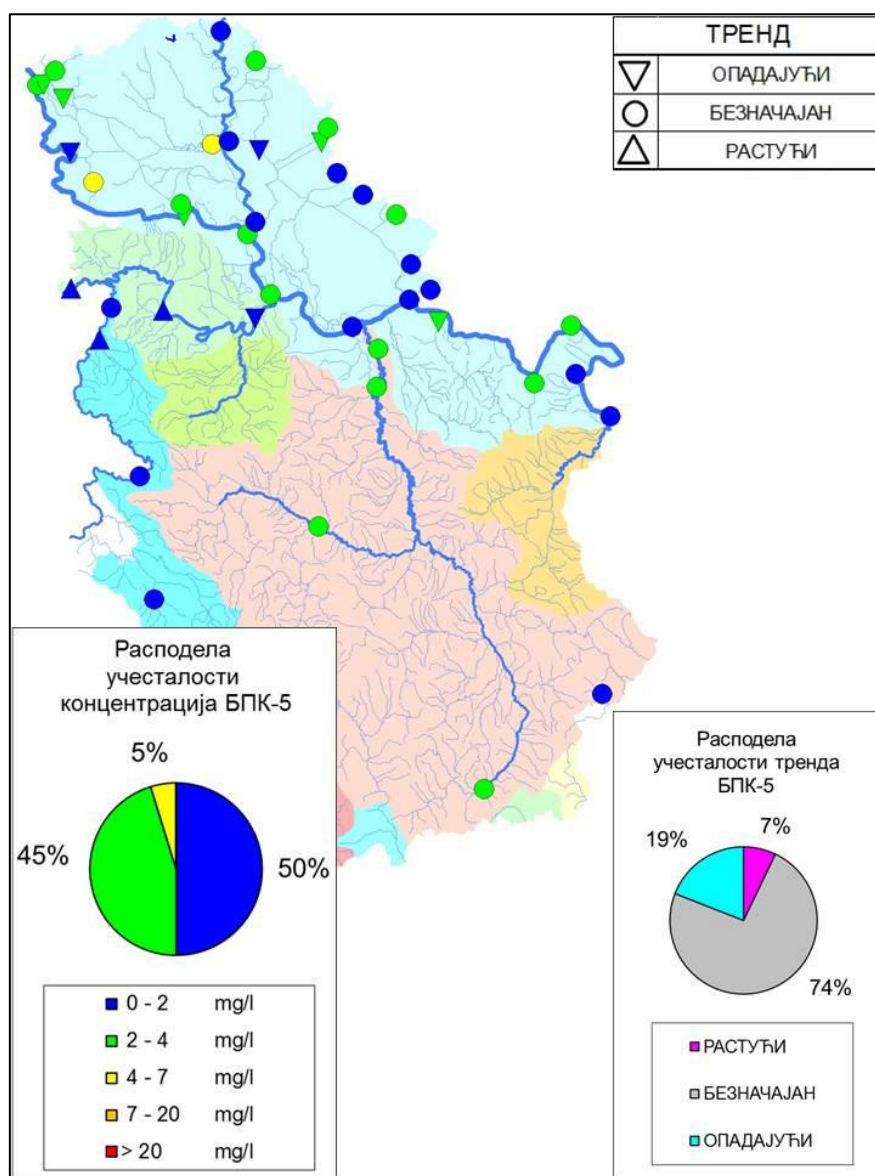 ТРЕНД
ОПАДАЈУЋИ
БЕЗНАЧАЈАН
РАСТУЋИ
Расподела
учесталости
концентрација БПК-5
5%
45%
50%
0 - 2 mg/l
2 - 4 mg/l
4 - 7 mg/l
7 - 20 mg/l
> 20 mg/l
Расподела
учесталости тренда
БПК-5
7%
19%
74%
РАСТУЋИ
БЕЗНАЧАЈАН
ОПАДАЈУЋИ